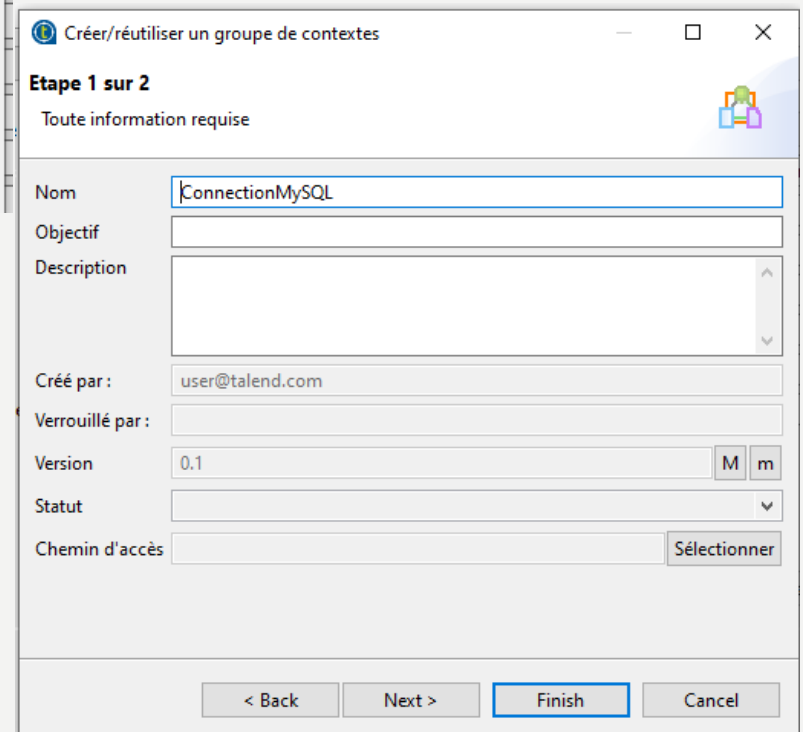 Créer/réutiliser un groupe de contextes
Etape 1 sur 2
Toute information requise
Nom ConnectionMySQL
Objectif
Description
Créé par : user@talend.com
Verrouillé par :
Version 0.1 M m
Statut
Chemin d'accès Sélectionner
< Back Next > Finish Cancel